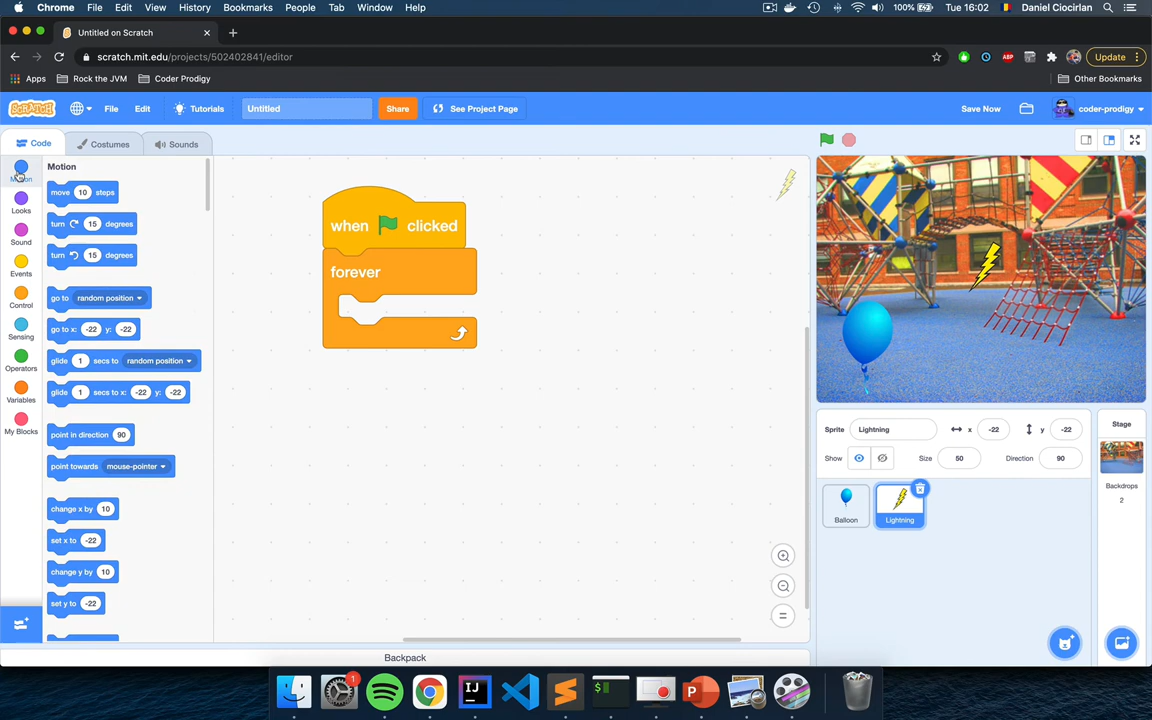 Chrome File Edit View History Bookmarks People Tab Window Help 100% Tue 16:02 Daniel Ciocirlan
Untitled on Scratch
scratch.mit.edu/projects/502402841/editor ABP Update
Apps Rock the JVM Coder Prodigy Other Bookmarks
SCRATCH File Edit Tutorials Untitled Share See Project Page Save Now coder-prodigy
Code Costumes Sounds
Motion
Looks
Sound
Events
Control
Sensing
Operators
Variables
My Blocks
Motion
move 10 steps
turn 15 degrees
turn 15 degrees
go to random position
go to x: -22 y: -22
glide 1 secs to random position
glide 1 secs to x: -22 y: -22
point in direction 90
point towards mouse-pointer
change x by 10
set x to -22
change y by 10
set y to -22
when clicked
forever
Sprite Lightning x -22 y -22
Show Size 50 Direction 90
Balloon
Lightning
Stage
Backdrops
2
Backpack
1
IJ
$
P